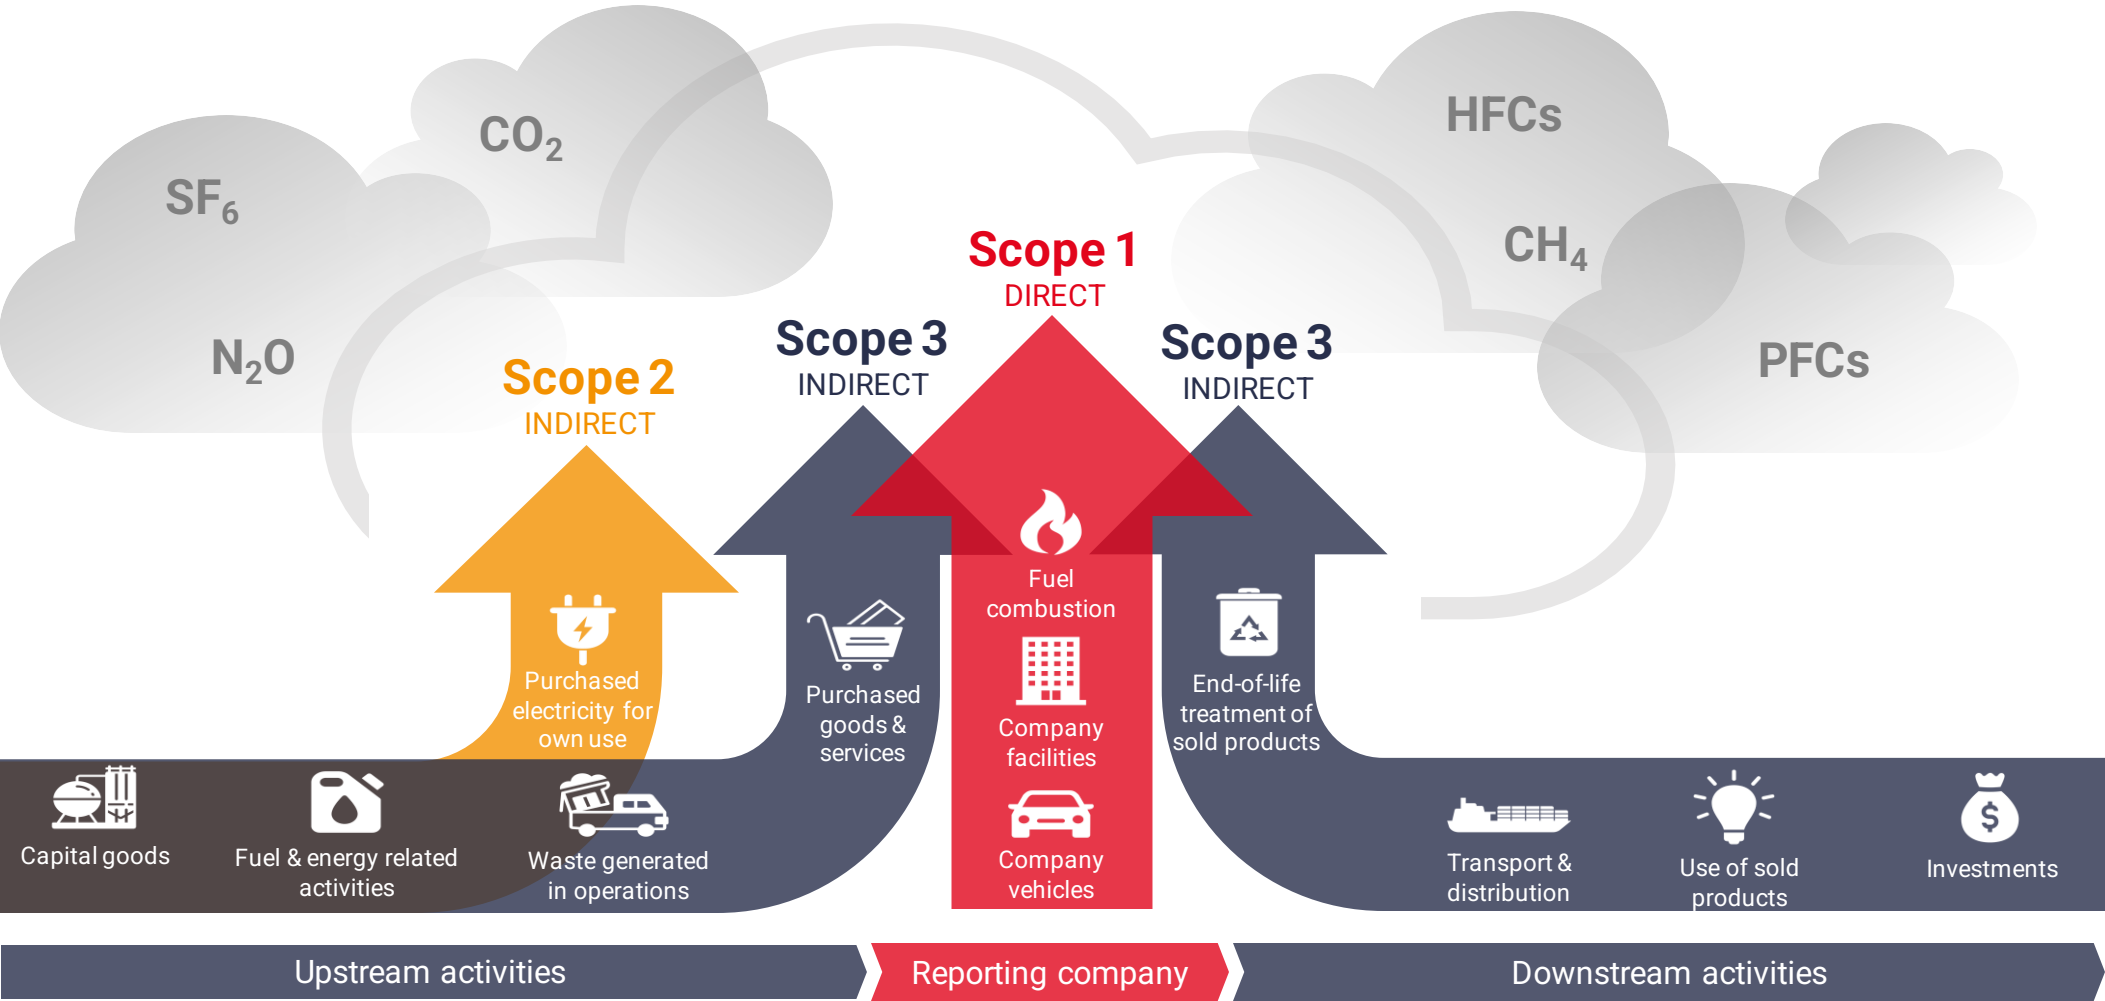 SF₆
CO₂
N₂O
HFCs
CH₄
PFCs
Scope 1
DIRECT
Scope 3
INDIRECT
Scope 3
INDIRECT
Scope 2
INDIRECT
Purchased
electricity for
own use
Purchased
goods &
services
Fuel
combustion
Company
facilities
Company
vehicles
End-of-life
treatment of
sold products
Capital goods
Fuel & energy related
activities
Waste generated
in operations
Transport &
distribution
Use of sold
products
Investments
$
Upstream activities
Reporting company
Downstream activities